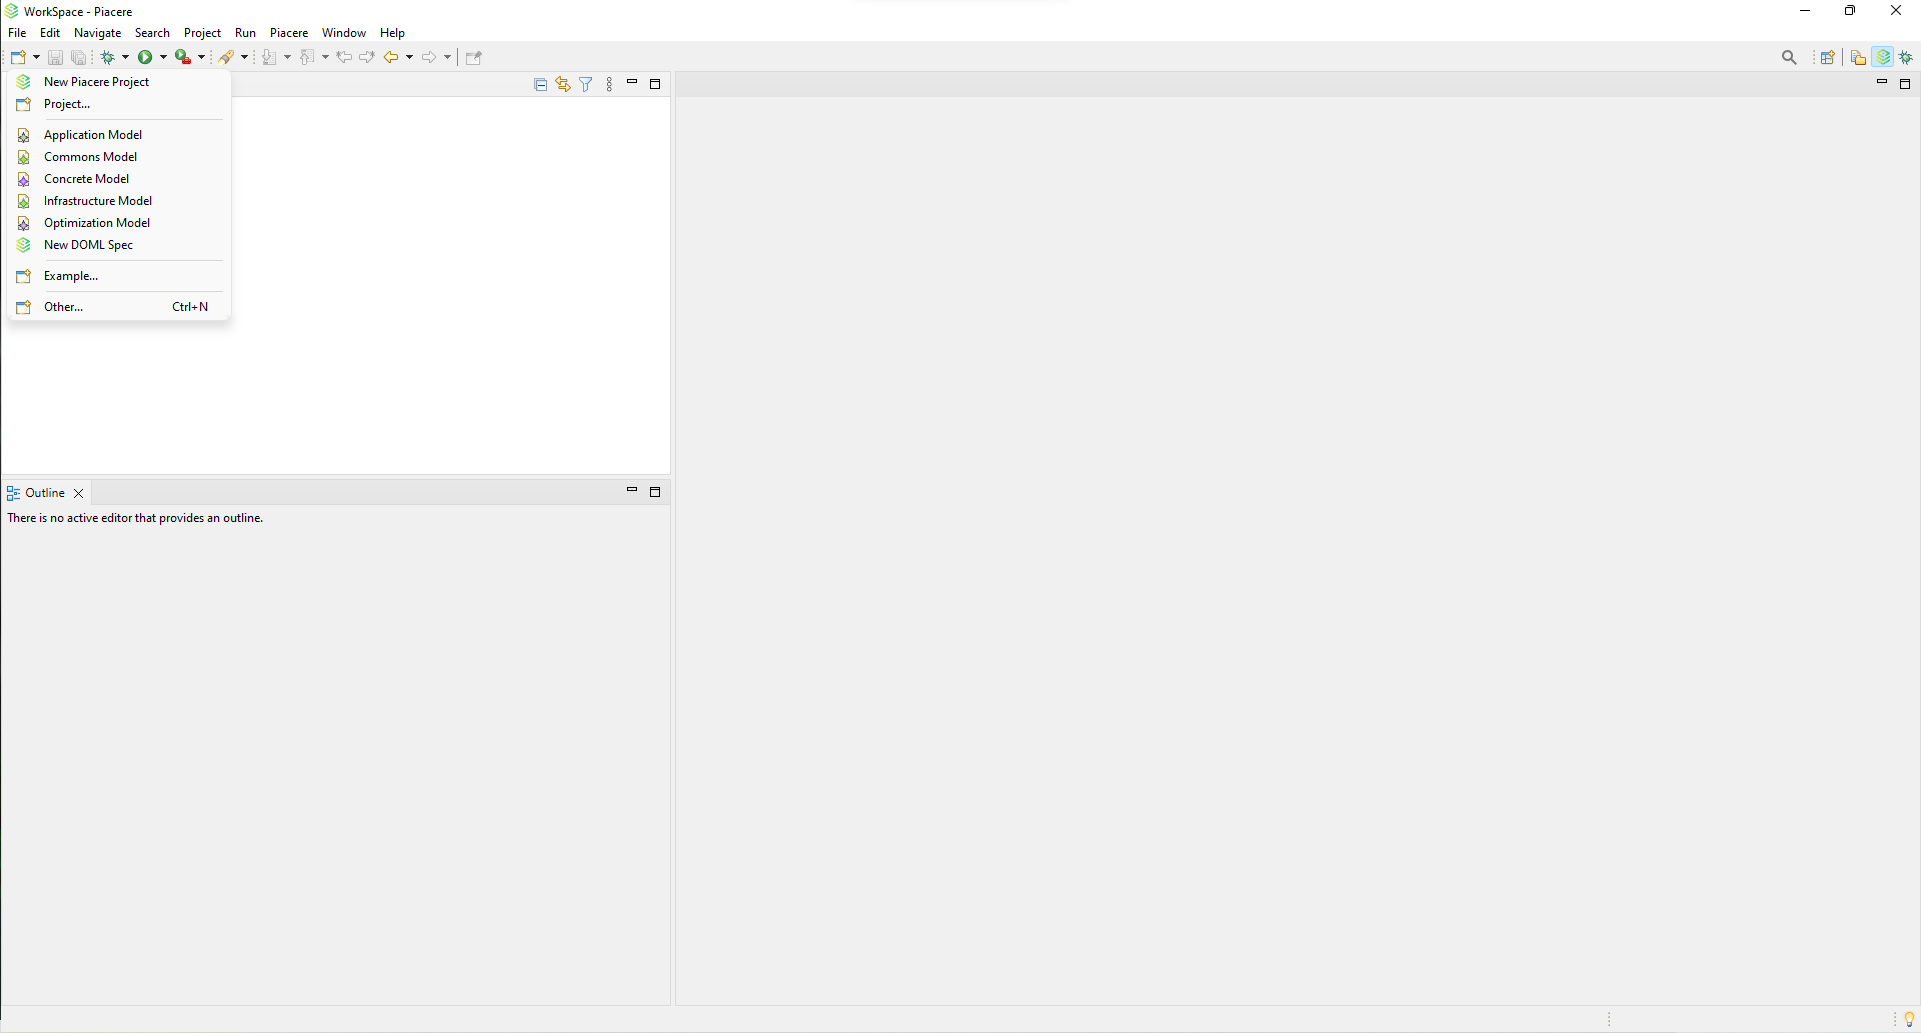 WorkSpace - Piacere
File Edit Navigate Search Project Run Piacere Window Help
New Piacere Project
Project...
Application Model
Commons Model
Concrete Model
Infrastructure Model
Optimization Model
New DOML Spec
Example...
Other... Ctrl+N
Outline
There is no active editor that provides an outline.